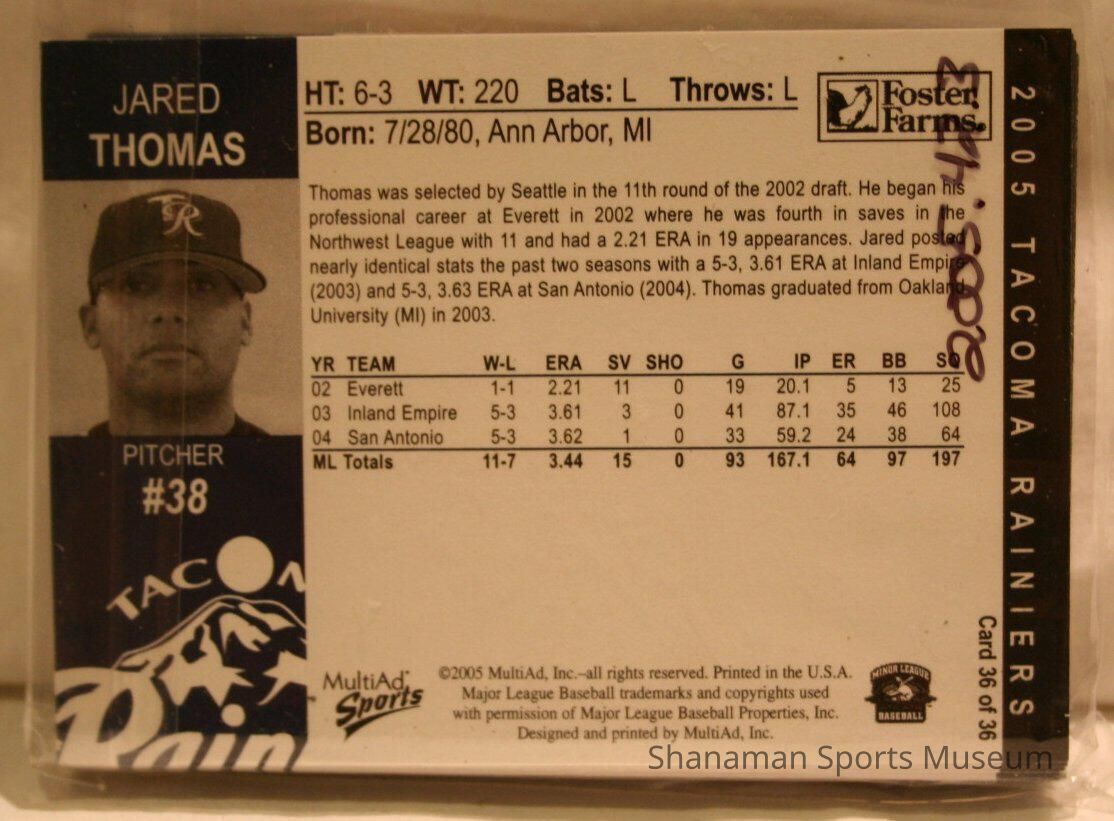 JARED
THOMAS
PITCHER
#38
TACOM
Rain
HT: 6-3 WT: 220 Bats: L Throws: L
Born: 7/28/80, Ann Arbor, MI
Foster
Farms.
Thomas was selected by Seattle in the 11th round of the 2002 draft. He began his
professional career at Everett in 2002 where he was fourth in saves in the
Northwest League with 11 and had a 2.21 ERA in 19 appearances. Jared posted
nearly identical stats the past two seasons with a 5-3, 3.61 ERA at Inland Empire
(2003) and 5-3, 3.63 ERA at San Antonio (2004). Thomas graduated from Oakland
University (MI) in 2003.
YR TEAM W-L ERA SV SHO G IP ER BB SO
02 Everett 1-1 2.21 11 0 19 20.1 5 13 25
03 Inland Empire 5-3 3.61 3 0 41 87.1 35 46 108
04 San Antonio 5-3 3.62 1 0 33 59.2 24 38 64
ML Totals 11-7 3.44 15 0 93 167.1 64 97 197
MultiAd
Sports
©2005 MultiAd, Inc.–all rights reserved. Printed in the U.S.A.
Major League Baseball trademarks and copyrights used
with permission of Major League Baseball Properties, Inc.
Designed and printed by MultiAd, Inc.
MINOR LEAGUE
BASEBALL
Card 36 of 36
2005 TACOMA RAINIERS
Shanaman Sports Museum